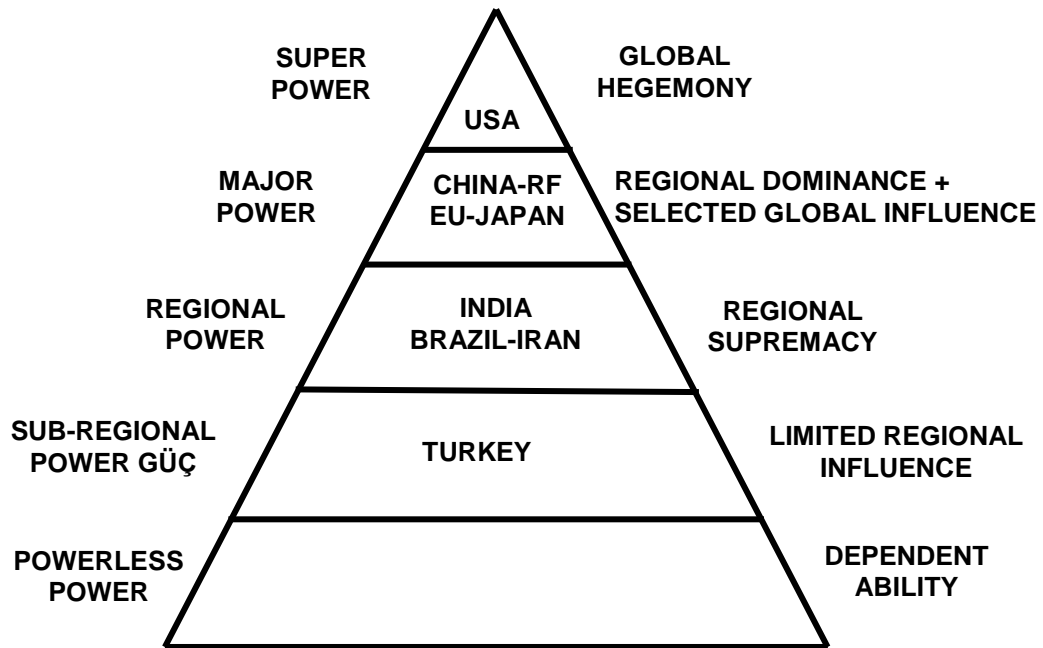 SUPER
POWER
USA
GLOBAL
HEGEMONY
MAJOR
POWER
CHINA-RF
EU-JAPAN
REGIONAL DOMINANCE +
SELECTED GLOBAL INFLUENCE
REGIONAL
POWER
INDIA
BRAZIL-IRAN
REGIONAL
SUPREMACY
SUB-REGIONAL
POWER GÜÇ
TURKEY
LIMITED REGIONAL
INFLUENCE
POWERLESS
POWER
DEPENDENT
ABILITY